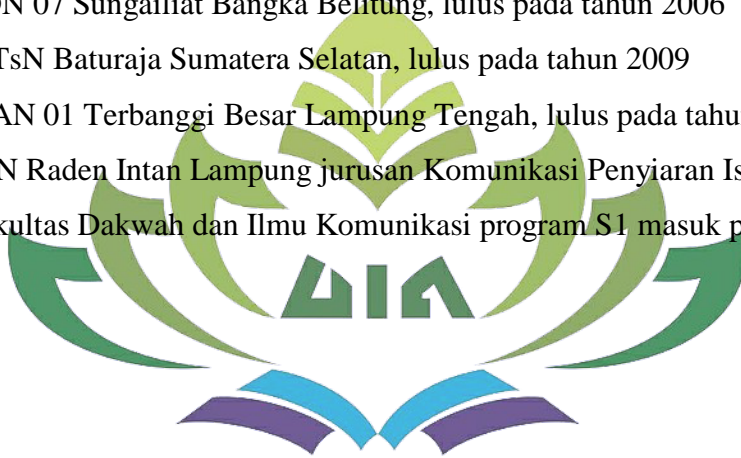 07 Sungailiat Bangka Belitung, lulus pada tahun 2006
TsN Baturaja Sumatera Selatan, lulus pada tahun 2009
AN 01 Terbanggi Besar Lampung Tengah, lulus pada tahu
N Raden Intan Lampung jurusan Komunikasi Penyiaran Is
kultas Dakwah dan Ilmu Komunikasi program S1 masuk p
UIN